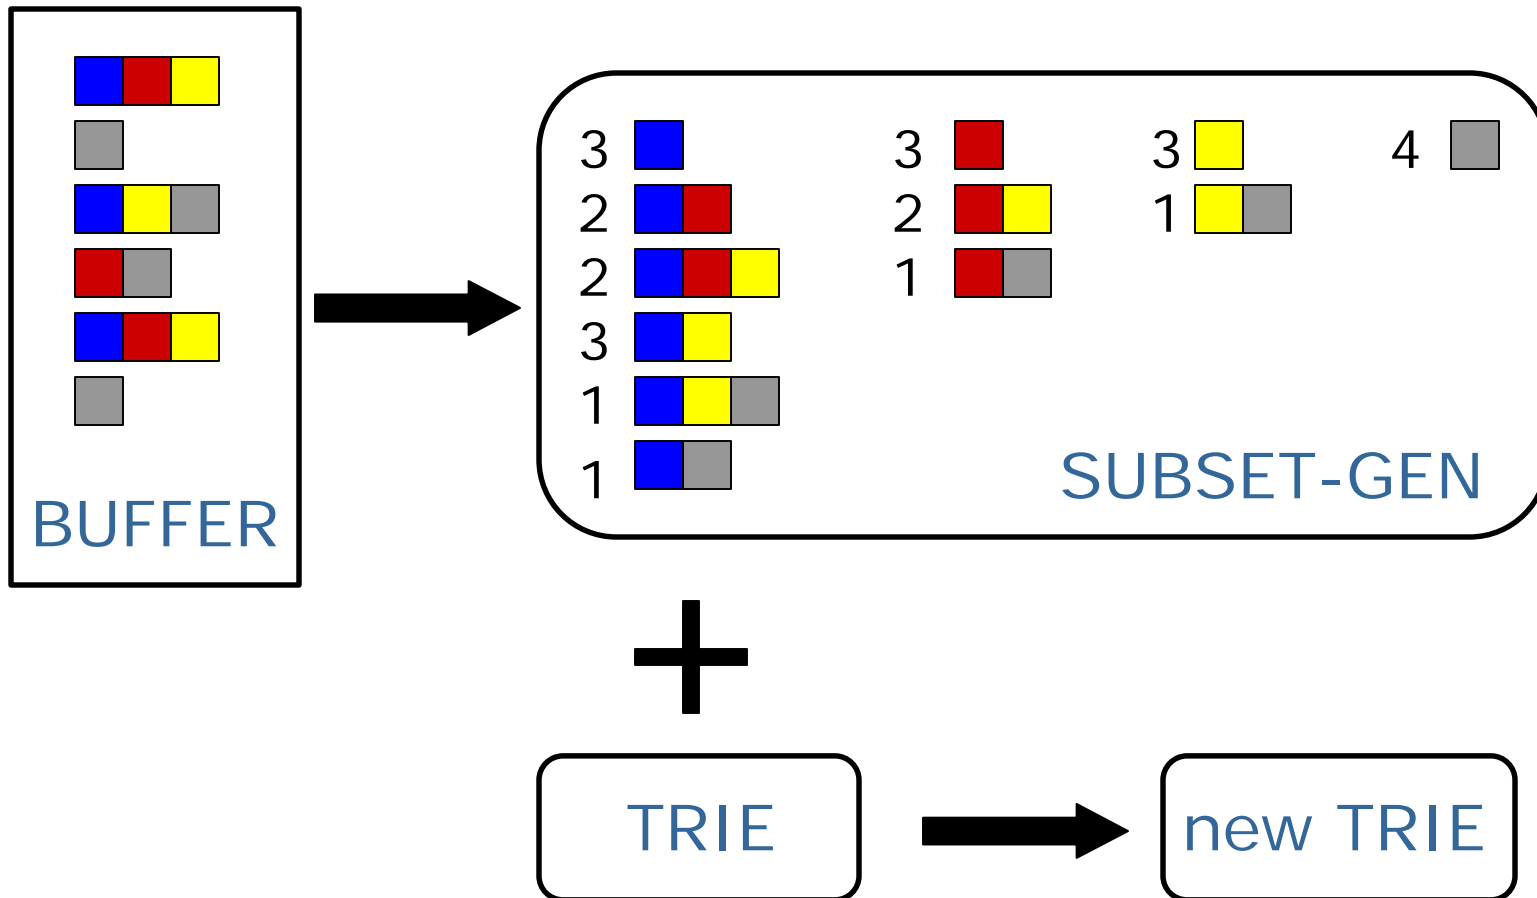 3 3 3 4
2 2 1
2 1
3
1
1
SUBSET-GEN
BUFFER
TRIE
new TRIE